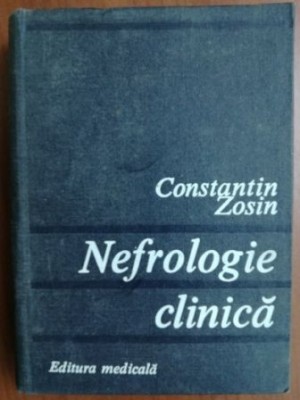 Constantin
Zosin
Nefrologie
clinică
Editura medicală